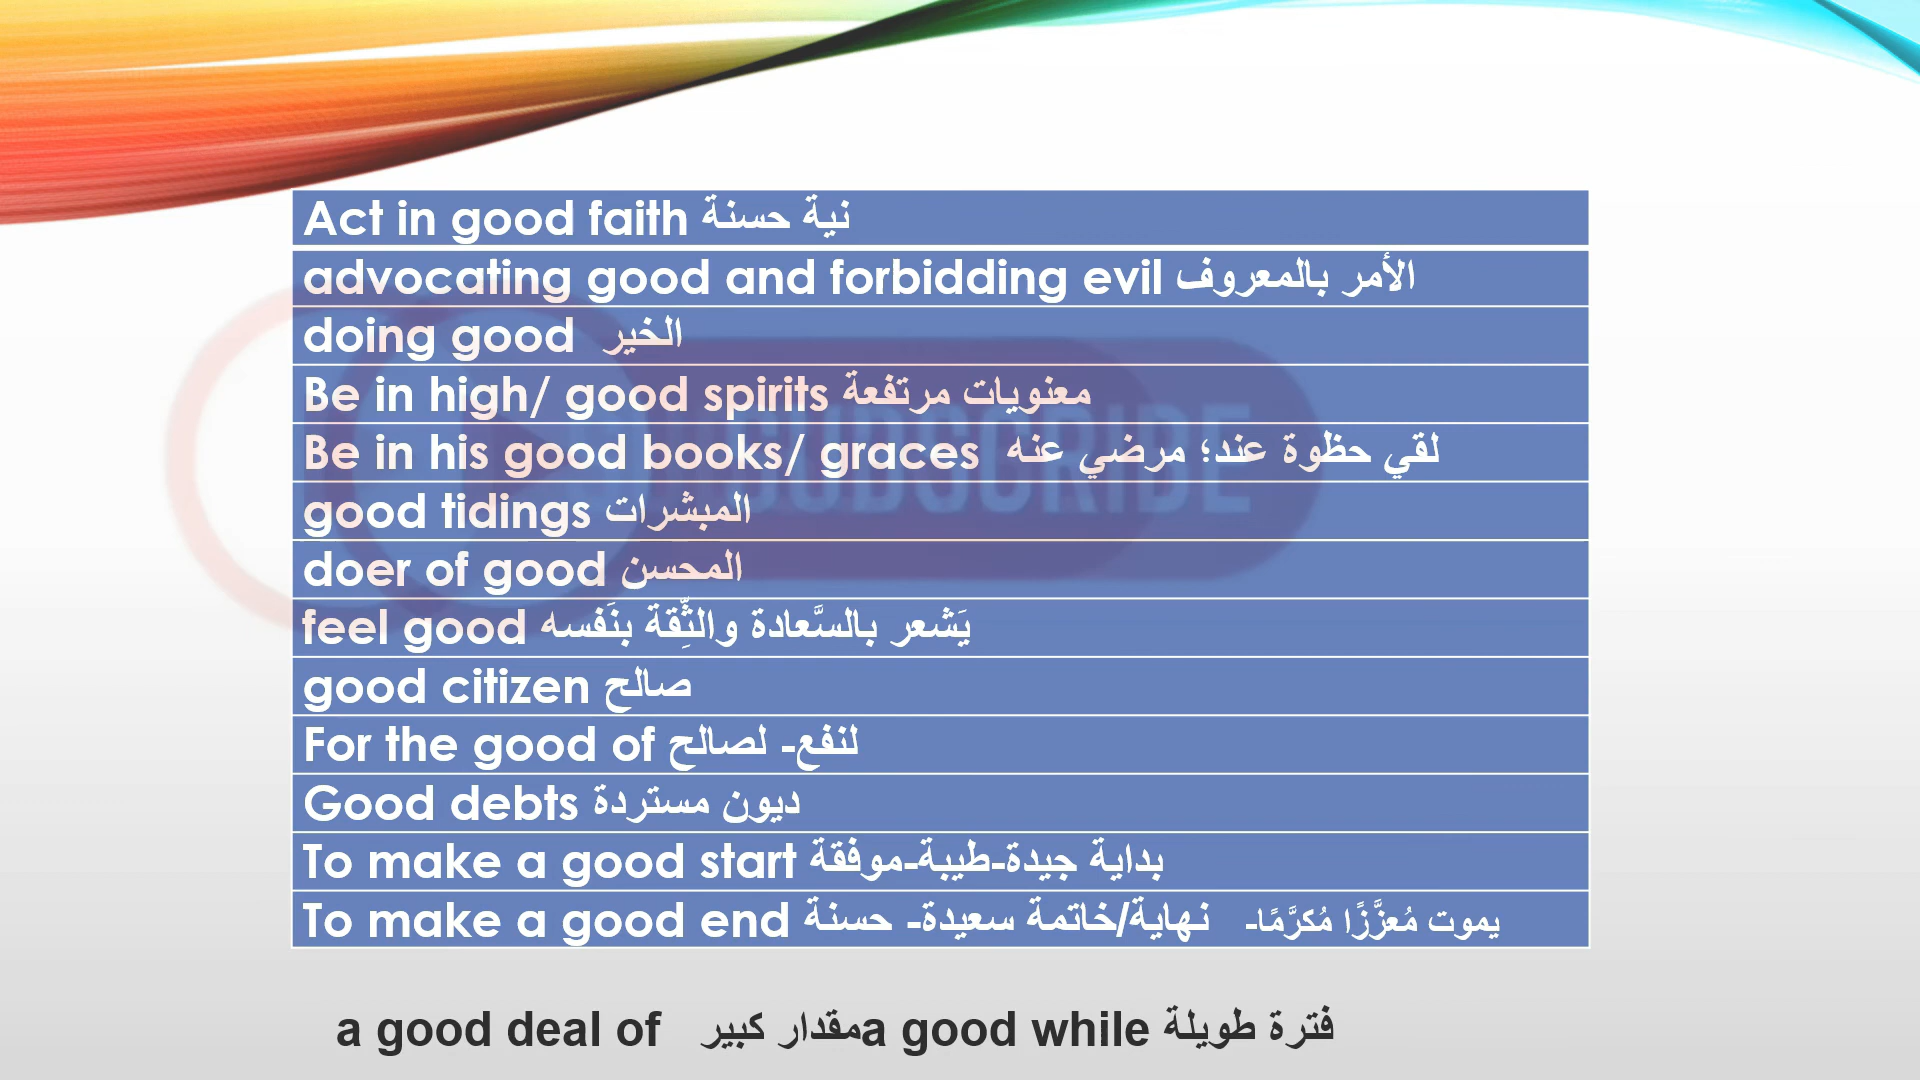 Act in good faith نية حسنة
advocating good and forbidding evil الأمر بالمعروف
doing good الخير
Be in high/ good spirits معنويات مرتفعة
Be in his good books/ graces لقي حظوة عند؛ مرضي عنه
good tidings المبشرات
doer of good المحسن
feel good يَشعر بالسَّعادة والثِّقة بنَفسه
good citizen صالح
For the good of لنفع- لصالح
Good debts ديون مستردة
To make a good start بداية جيدة-طيبة-موفقة
To make a good end نهاية/خاتمة سعيدة- حسنة يموت مُعزَّزًا مُكرَّمًا-
a good deal of مقدار كبير a good while فترة طويلة
SUBSCRIBE